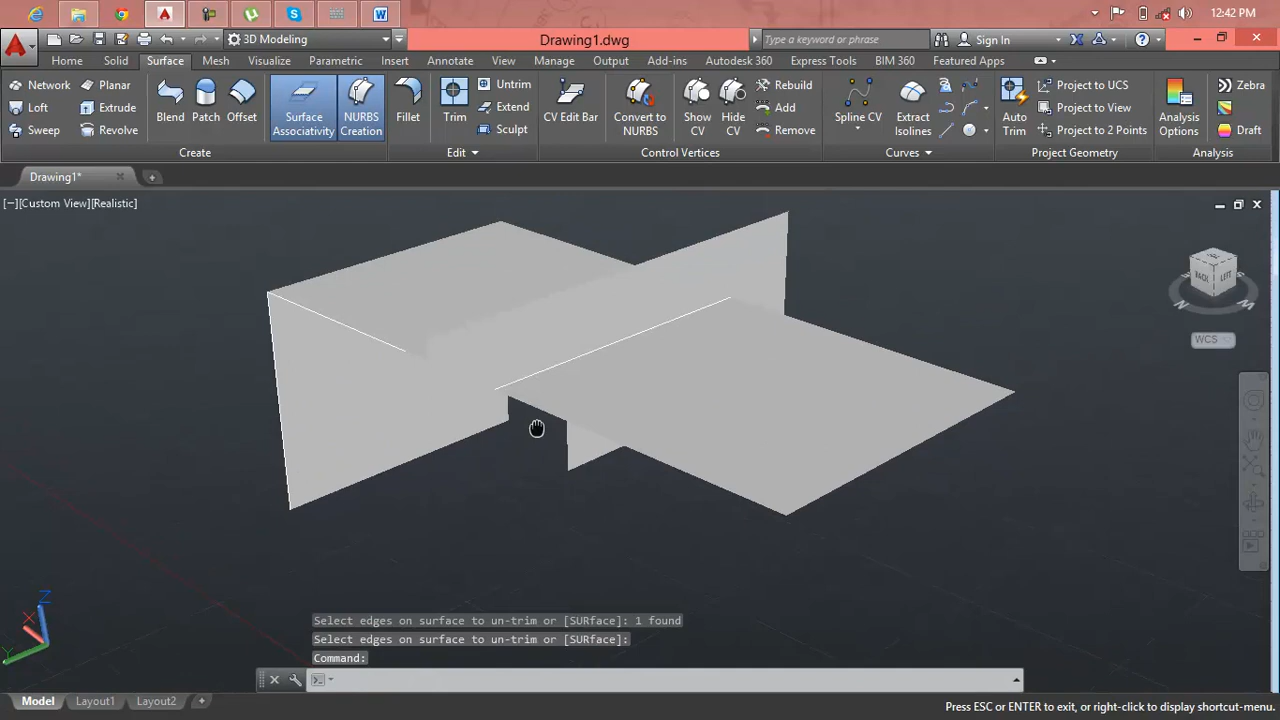 12:42 PM
3D Modeling
Drawing1.dwg
Type a keyword or phrase
Sign In
Home Solid Surface Mesh Visualize Parametric Insert Annotate View Manage Output Add-ins Autodesk 360 Express Tools BIM 360 Featured Apps
Network Planar
Loft Extrude
Sweep Revolve
Blend Patch Offset
Surface Associativity
NURBS Creation
Fillet
Trim
Untrim
Extend
Sculpt
CV Edit Bar
Convert to NURBS
Show CV
Hide CV
Rebuild
Add
Remove
Spline CV
Extract Isolines
Auto Trim
Project to UCS
Project to View
Project to 2 Points
Analysis Options
Zebra
Draft
Create Edit Control Vertices Curves Project Geometry Analysis
Drawing1*
[−][Custom View][Realistic]
BACK LEFT
N W
WCS
Z
X
Y
Select edges on surface to un-trim or [SURface]: 1 found
Select edges on surface to un-trim or [SURface]:
Command:
Model Layout1 Layout2
Press ESC or ENTER to exit, or right-click to display shortcut-menu.